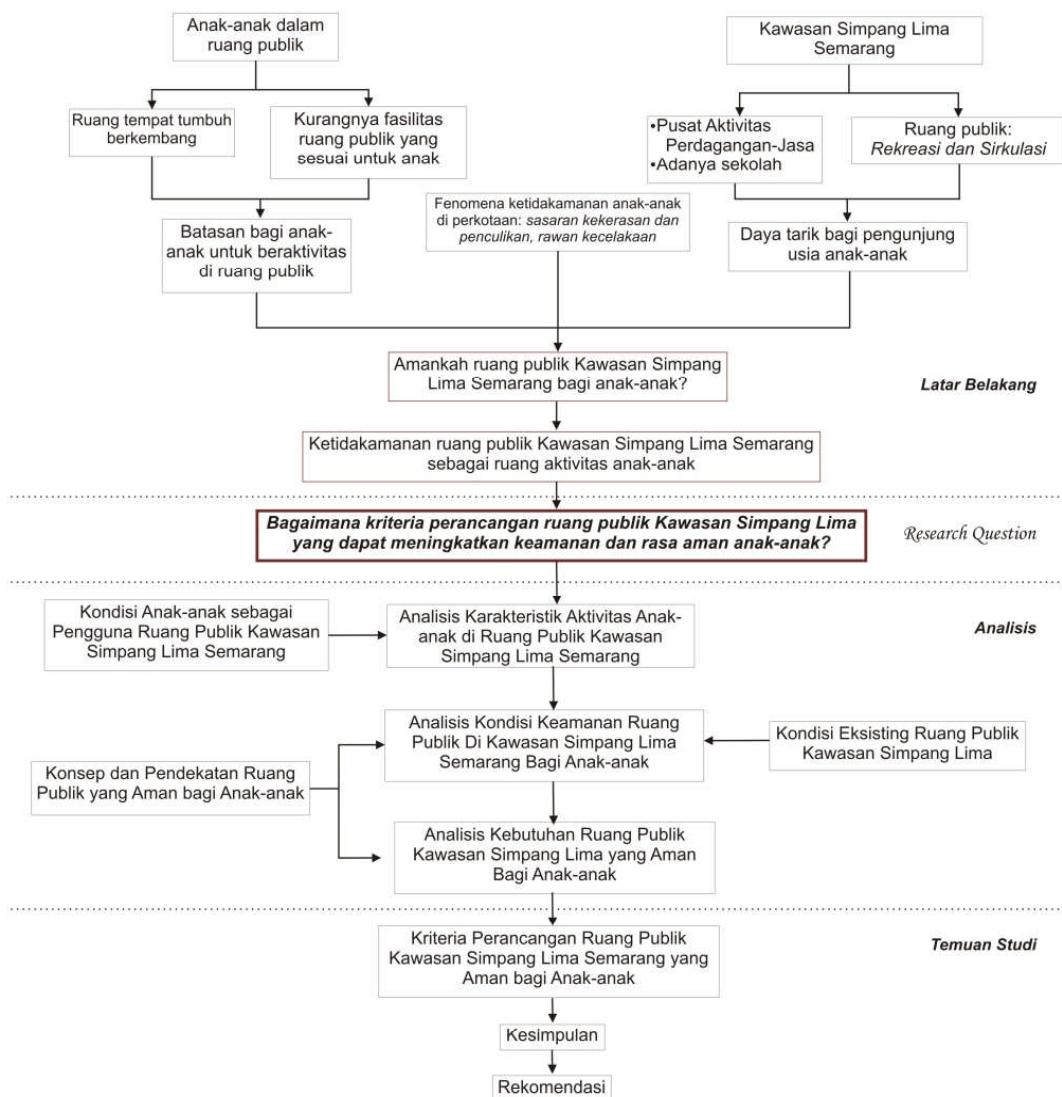 Anak-anak dalam
ruang publik
Kawasan Simpang Lima
Semarang
Ruang tempat tumbuh
berkembang
Kurangnya fasilitas
ruang publik yang
sesuai untuk anak
•Pusat Aktivitas
Perdagangan-Jasa
•Adanya sekolah
Ruang publik:
Rekreasi dan Sirkulasi
Fenomena ketidakamanan anak-anak
di perkotaan: sasaran kekerasan dan
penculikan, rawan kecelakaan
Batasan bagi anak-
anak untuk beraktivitas
di ruang publik
Daya tarik bagi pengunjung
usia anak-anak
Amankah ruang publik Kawasan Simpang
Lima Semarang bagi anak-anak?
Latar Belakang
Ketidakamanan ruang publik Kawasan Simpang Lima Semarang
sebagai ruang aktivitas anak-anak
Bagaimana kriteria perancangan ruang publik Kawasan Simpang Lima
yang dapat meningkatkan keamanan dan rasa aman anak-anak?
Research Question
Kondisi Anak-anak sebagai
Pengguna Ruang Publik Kawasan
Simpang Lima Semarang
Analisis Karakteristik Aktivitas Anak-
anak di Ruang Publik Kawasan
Simpang Lima Semarang
Analisis
Analisis Kondisi Keamanan Ruang
Publik Di Kawasan Simpang Lima
Semarang Bagi Anak-anak
Kondisi Eksisting Ruang Publik
Kawasan Simpang Lima
Konsep dan Pendekatan Ruang
Publik yang Aman bagi Anak-anak
Analisis Kebutuhan Ruang Publik
Kawasan Simpang Lima yang Aman
Bagi Anak-anak
Kriteria Perancangan Ruang Publik
Kawasan Simpang Lima Semarang yang
Aman bagi Anak-anak
Temuan Studi
Kesimpulan
Rekomendasi